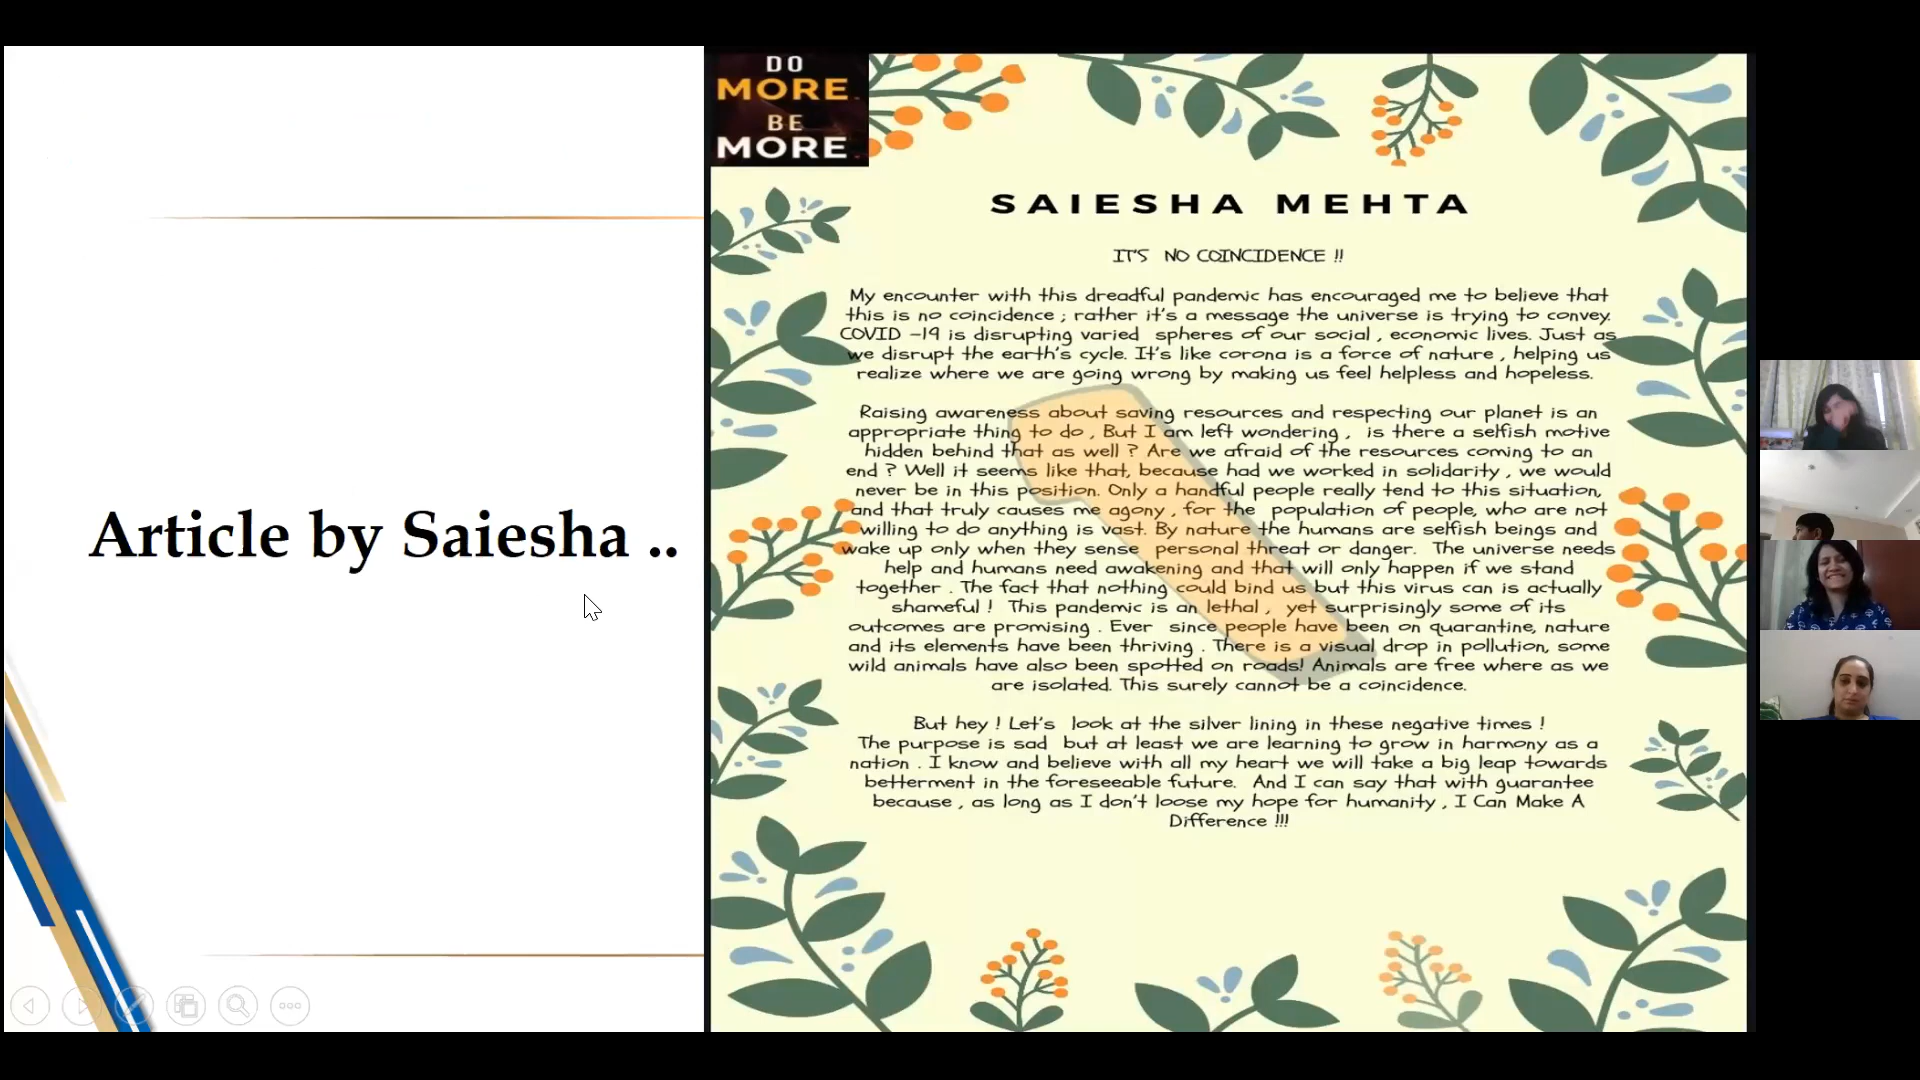 Article by Saiesha ..
DO
MORE.
BE
MORE.
SAIESHA MEHTA
IT'S NO COINCIDENCE !!
My encounter with this dreadful pandemic has encouraged me to believe that
this is no coincidence ; rather it's a message the universe is trying to convey.
COVID -19 is disrupting varied spheres of our social , economic lives. Just as
we disrupt the earth's cycle. It's like corona is a force of nature , helping us
realize where we are going wrong by making us feel helpless and hopeless.
Raising awareness about saving resources and respecting our planet is an
appropriate thing to do , But I am left wondering , is there a selfish motive
hidden behind that as well ? Are we afraid of the resources coming to an
end ? Well it seems like that, because had we worked in solidarity , we would
never be in this position. Only a handful people really tend to this situation,
and that truly causes me agony , for the population of people, who are not
willing to do anything is vast. By nature the humans are selfish beings and
wake up only when they sense personal threat or danger. The universe needs
help and humans need awakening and that will only happen if we stand
together . The fact that nothing could bind us but this virus can is actually
shameful ! This pandemic is an lethal , yet surprisingly some of its
outcomes are promising . Ever since people have been on quarantine, nature
and its elements have been thriving . There is a visual drop in pollution, some
wild animals have also been spotted on roads! Animals are free where as we
are isolated. This surely cannot be a coincidence.
But hey ! Let's look at the silver lining in these negative times !
The purpose is sad but at least we are learning to grow in harmony as a
nation . I know and believe with all my heart we will take a big leap towards
betterment in the foreseeable future. And I can say that with guarantee
because , as long as I don't loose my hope for humanity , I Can Make A
Difference !!!